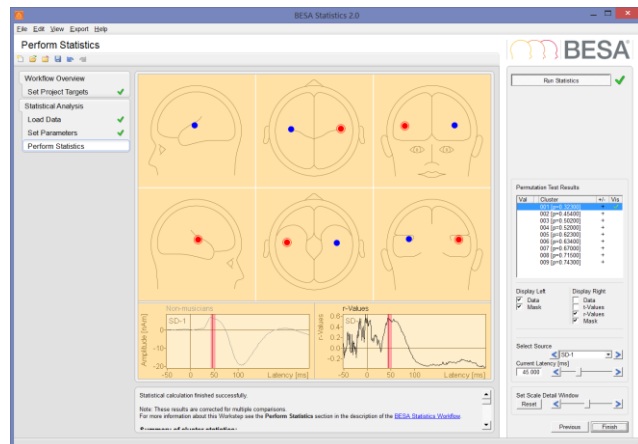 BESA Statistics 2.0
File Edit View Export Help
Perform Statistics
BESA
Workflow Overview
Set Project Targets
Statistical Analysis
Load Data
Set Parameters
Perform Statistics
Run Statistics
Permutation Test Results
Val Cluster +/- Vis
001 [p=0.32300] +
002 [p=0.45400] +
003 [p=0.50200] +
004 [p=0.52000] +
005 [p=0.62300] +
006 [p=0.63400] +
007 [p=0.67000] +
008 [p=0.71500] +
009 [p=0.74300] +
Display Left Display Right
Data Data
Mask t-Values
r-Values
Mask
Non-musicians
SD-1
Amplitude [nAm]
0
-10
-20
-50 0 50 100 Latency [ms]
r-Values
SD-1
r-Values
0.6
0.4
0.2
0.0
-0.2
-50 0 50 100 Latency [ms]
Select Source
SD-1
Current Latency [ms]
45.000
Set Scale Detail Window
Reset
Statistical calculation finished successfully.
Note: These results are corrected for multiple comparisons.
For more information about this Workstep see the Perform Statistics section in the description of the BESA Statistics Workflow
Summary of cluster statistics:
Previous Finish